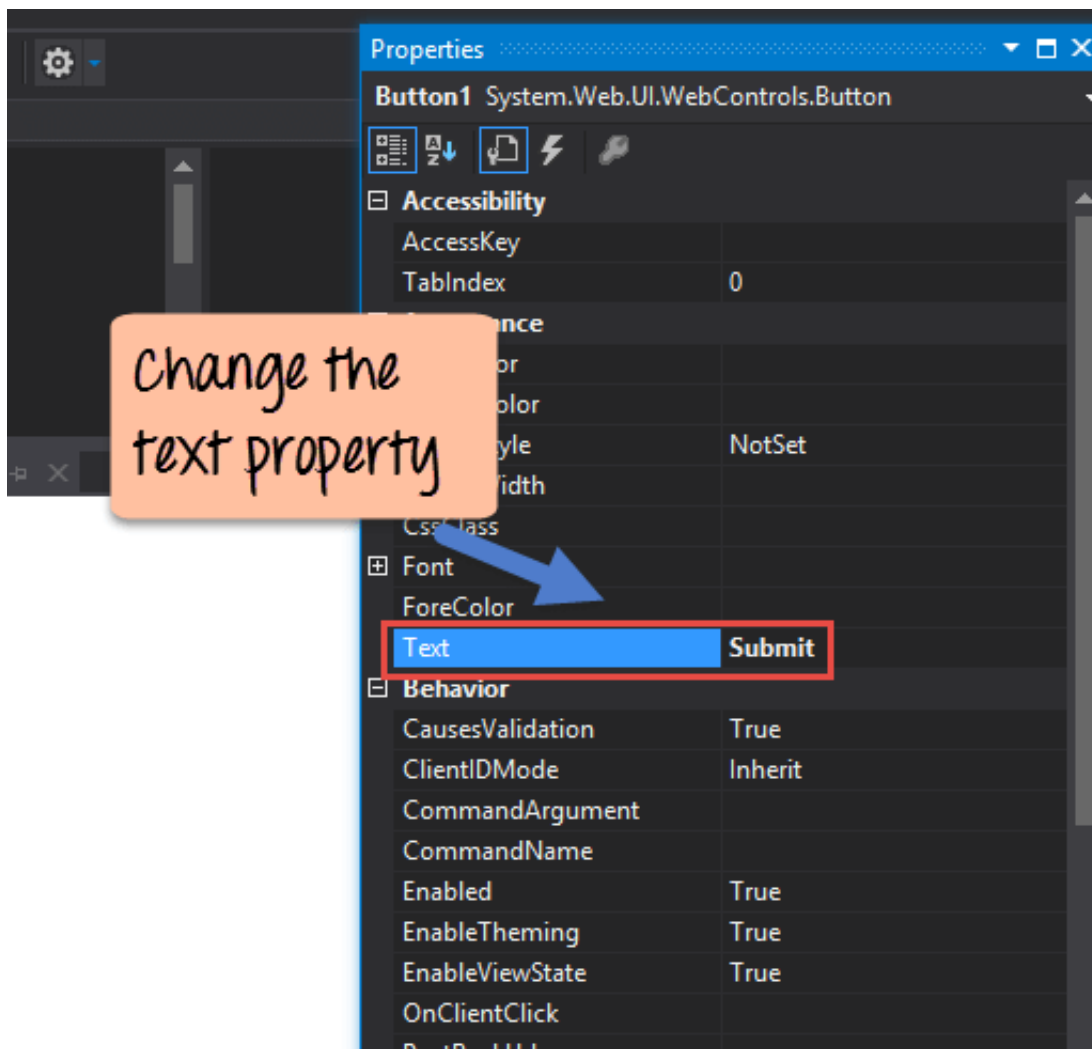 Properties
Button1 System.Web.UI.WebControls.Button
Accessibility
AccessKey
TabIndex 0
Change the
text property
NotSet
CssClass
Font
ForeColor
Text Submit
Behavior
CausesValidation True
ClientIDMode Inherit
CommandArgument
CommandName
Enabled True
EnableTheming True
EnableViewState True
OnClientClick